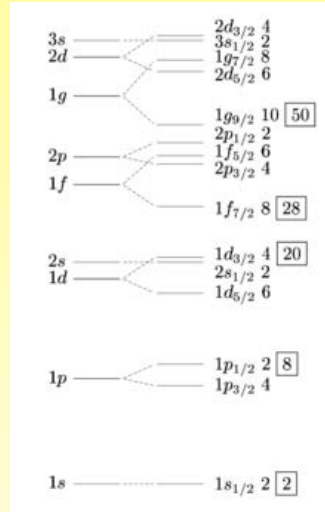 2d3/2 4
3s 3s1/2 2
2d 1g7/2 8
2d5/2 6
1g
1g9/2 10 50
2p1/2 2
2p 1f5/2 6
2p3/2 4
1f
1f7/2 8 28
1d3/2 4 20
2s 2s1/2 2
1d
1d5/2 6
1p1/2 2 8
1p
1p3/2 4
1s 1s1/2 2 2